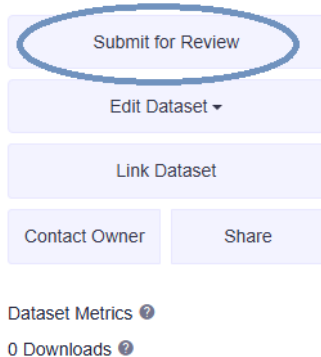 Submit for Review
Edit Dataset
Link Dataset
Contact Owner Share
Dataset Metrics ?
0 Downloads ?